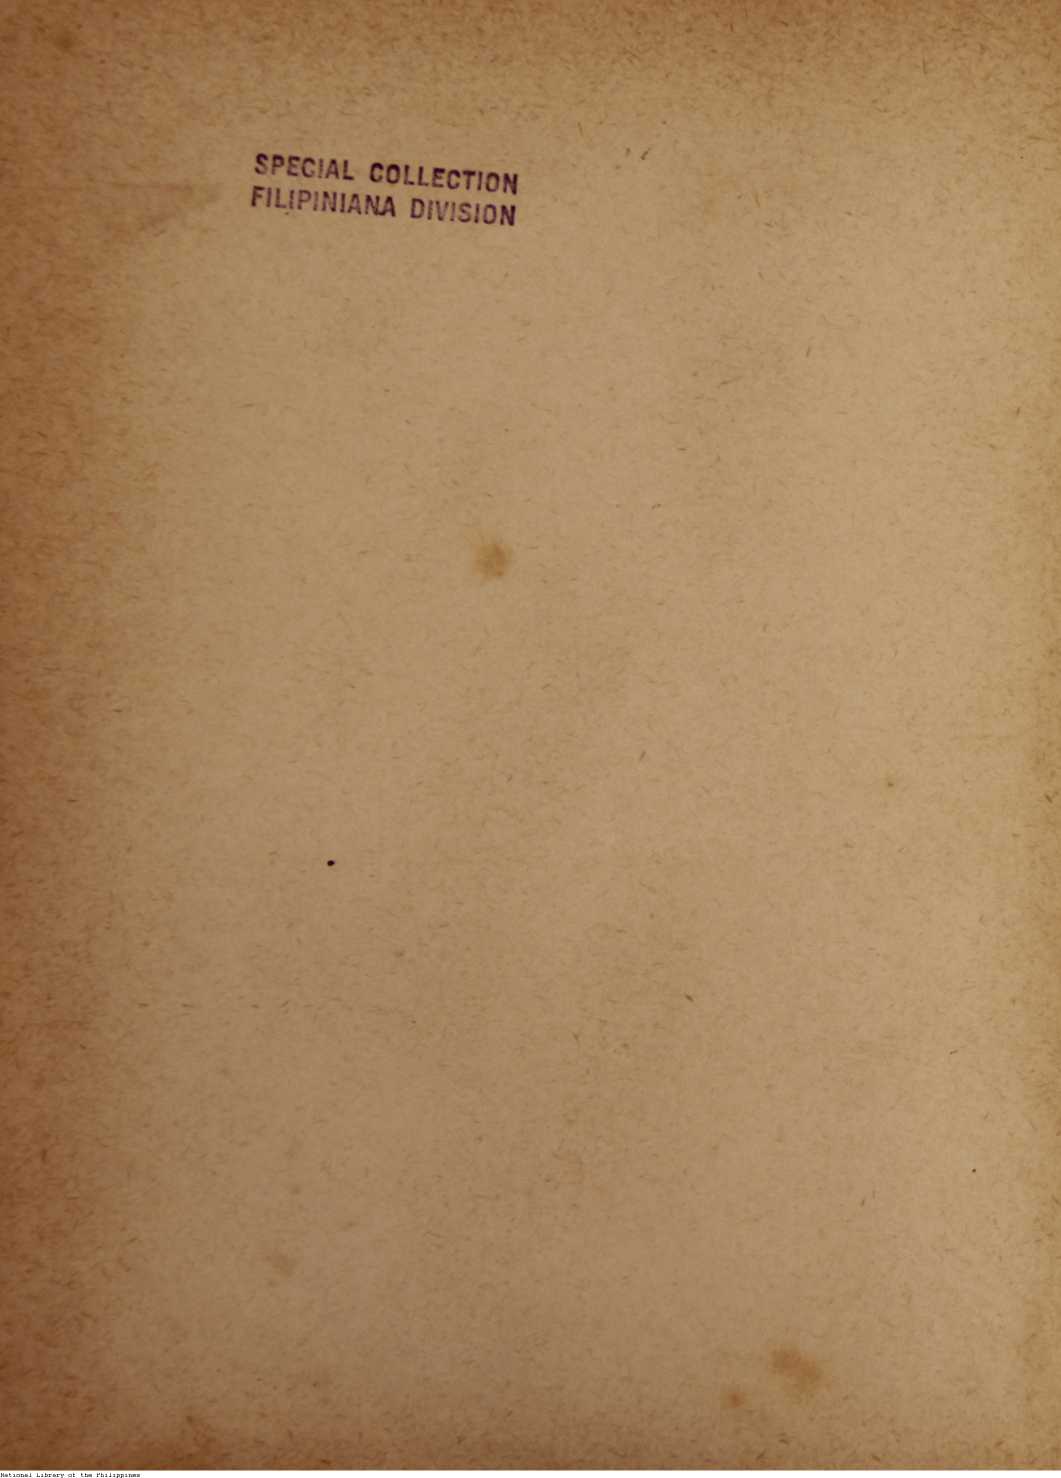 SPECIAL COLLECTION
FILIPINIANA DIVISION
National Library of the Philippines